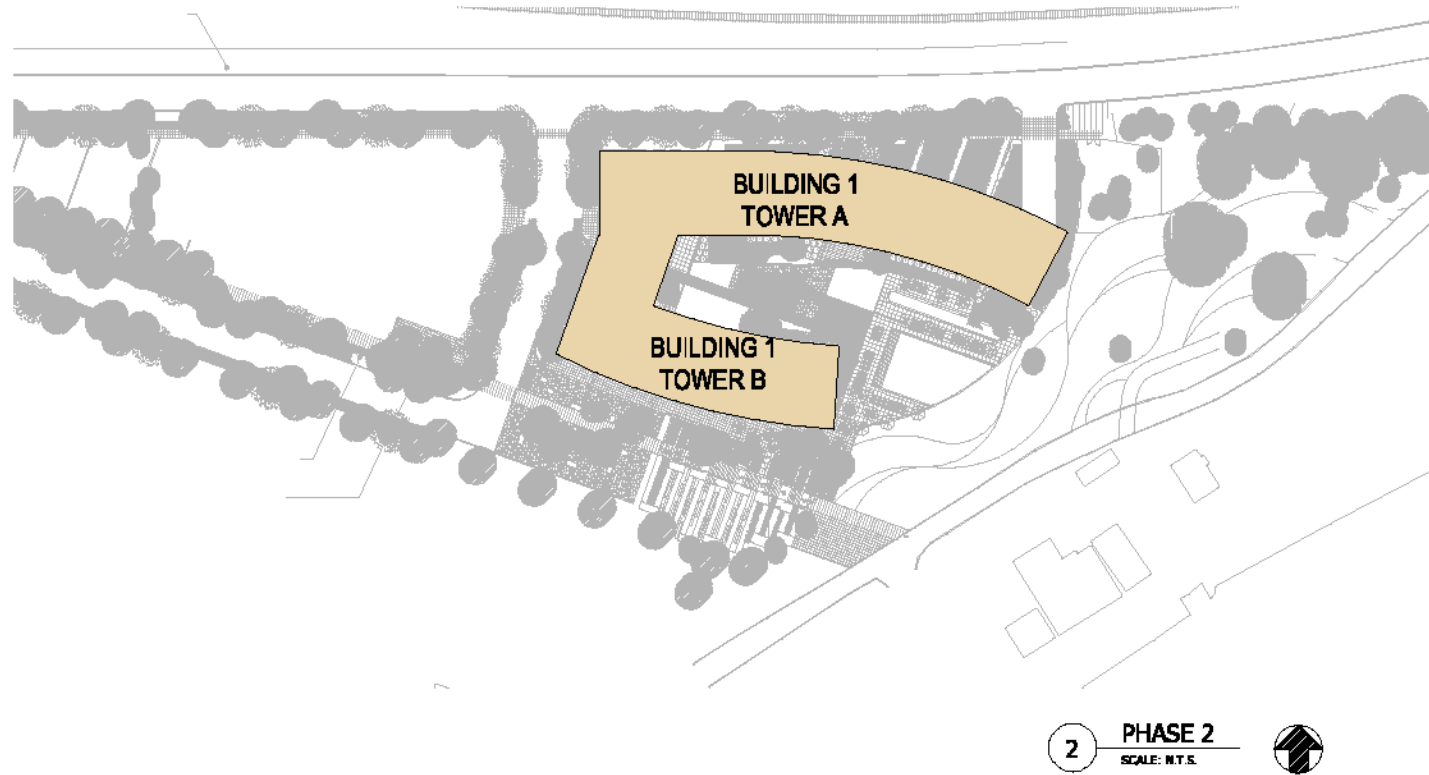 BUILDING 1
TOWER A
BUILDING 1
TOWER B
2
PHASE 2
SCALE: N.T.S.